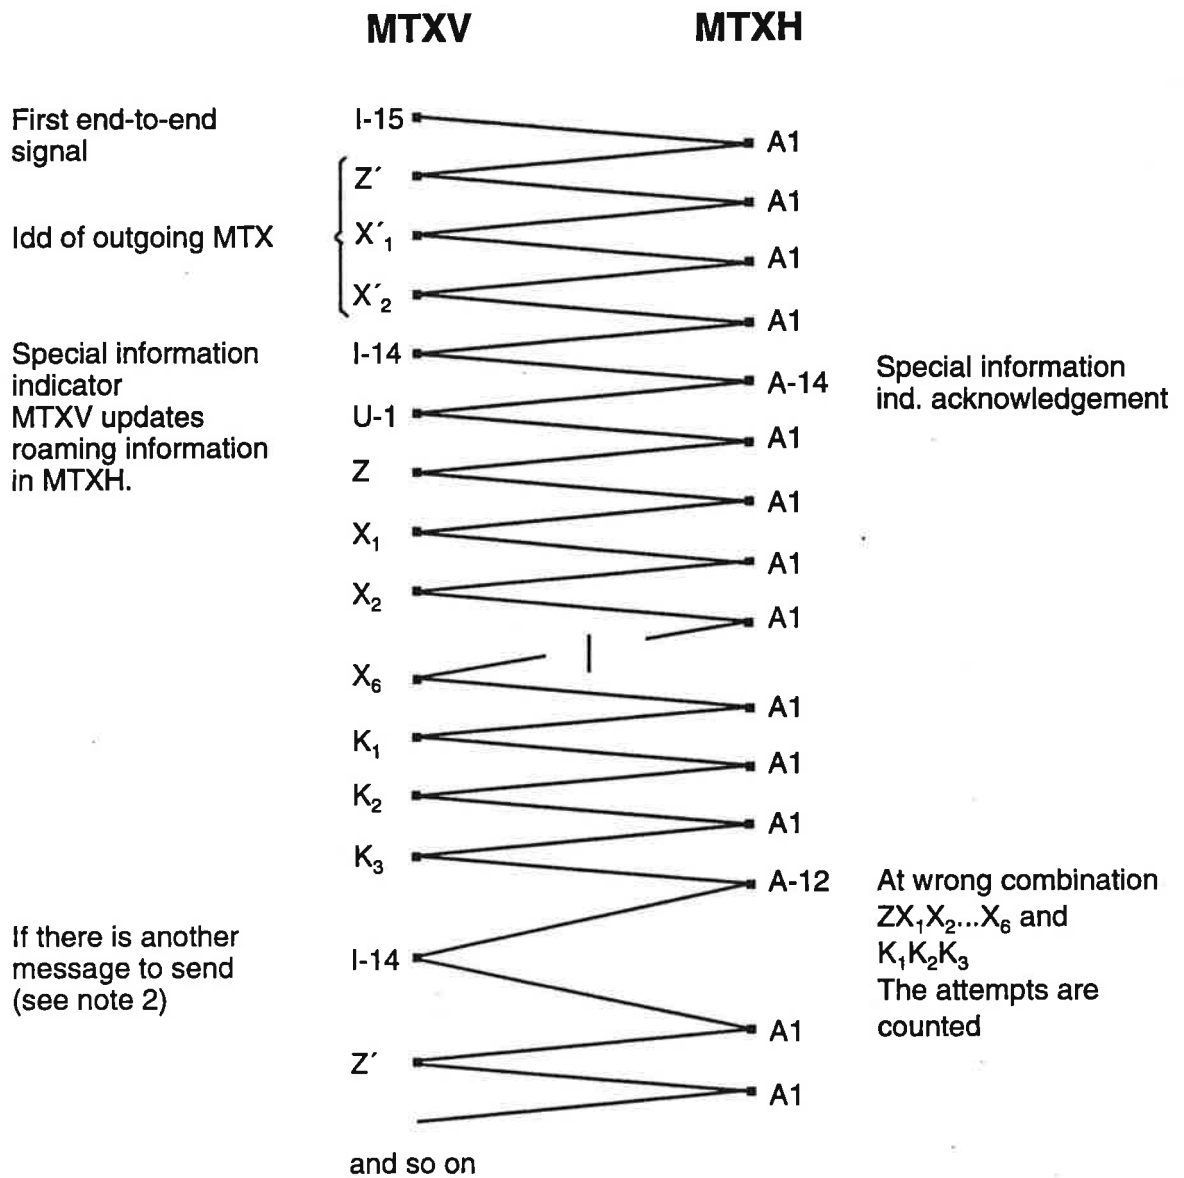 MTXV MTXH
First end-to-end
signal
I-15
A1
Z´
A1
Idd of outgoing MTX
X´₁
A1
X´₂
A1
Special information
indicator
MTXV updates
roaming information
in MTXH.
I-14
A-14
Special information
ind. acknowledgement
U-1
A1
Z
A1
X₁
A1
X₂
A1
X₆
A1
K₁
A1
K₂
A1
K₃
A-12
At wrong combination
ZX₁X₂...X₆ and
K₁K₂K₃
The attempts are
counted
If there is another
message to send
(see note 2)
I-14
A1
Z´
A1
and so on